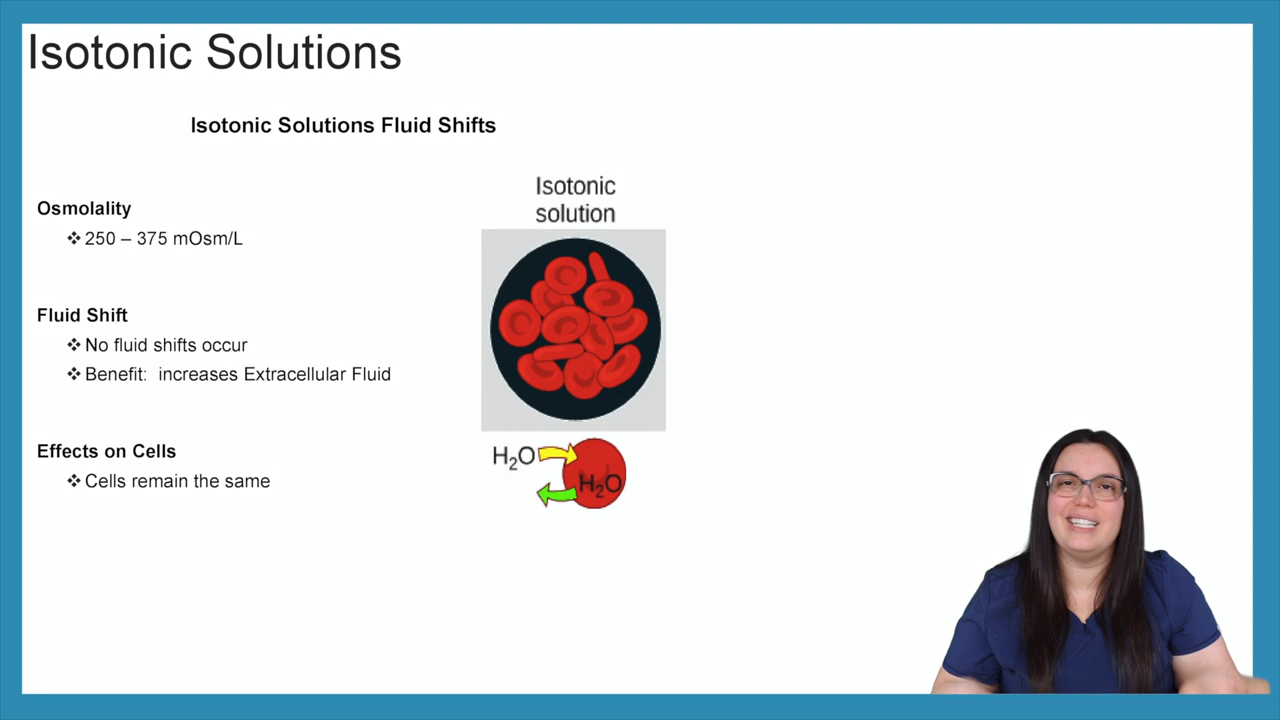 Isotonic Solutions
Isotonic Solutions Fluid Shifts
Osmolality
❖ 250 – 375 mOsm/L
Fluid Shift
❖ No fluid shifts occur
❖ Benefit: increases Extracellular Fluid
Effects on Cells
❖ Cells remain the same
Isotonic
solution
H₂O
H₂O